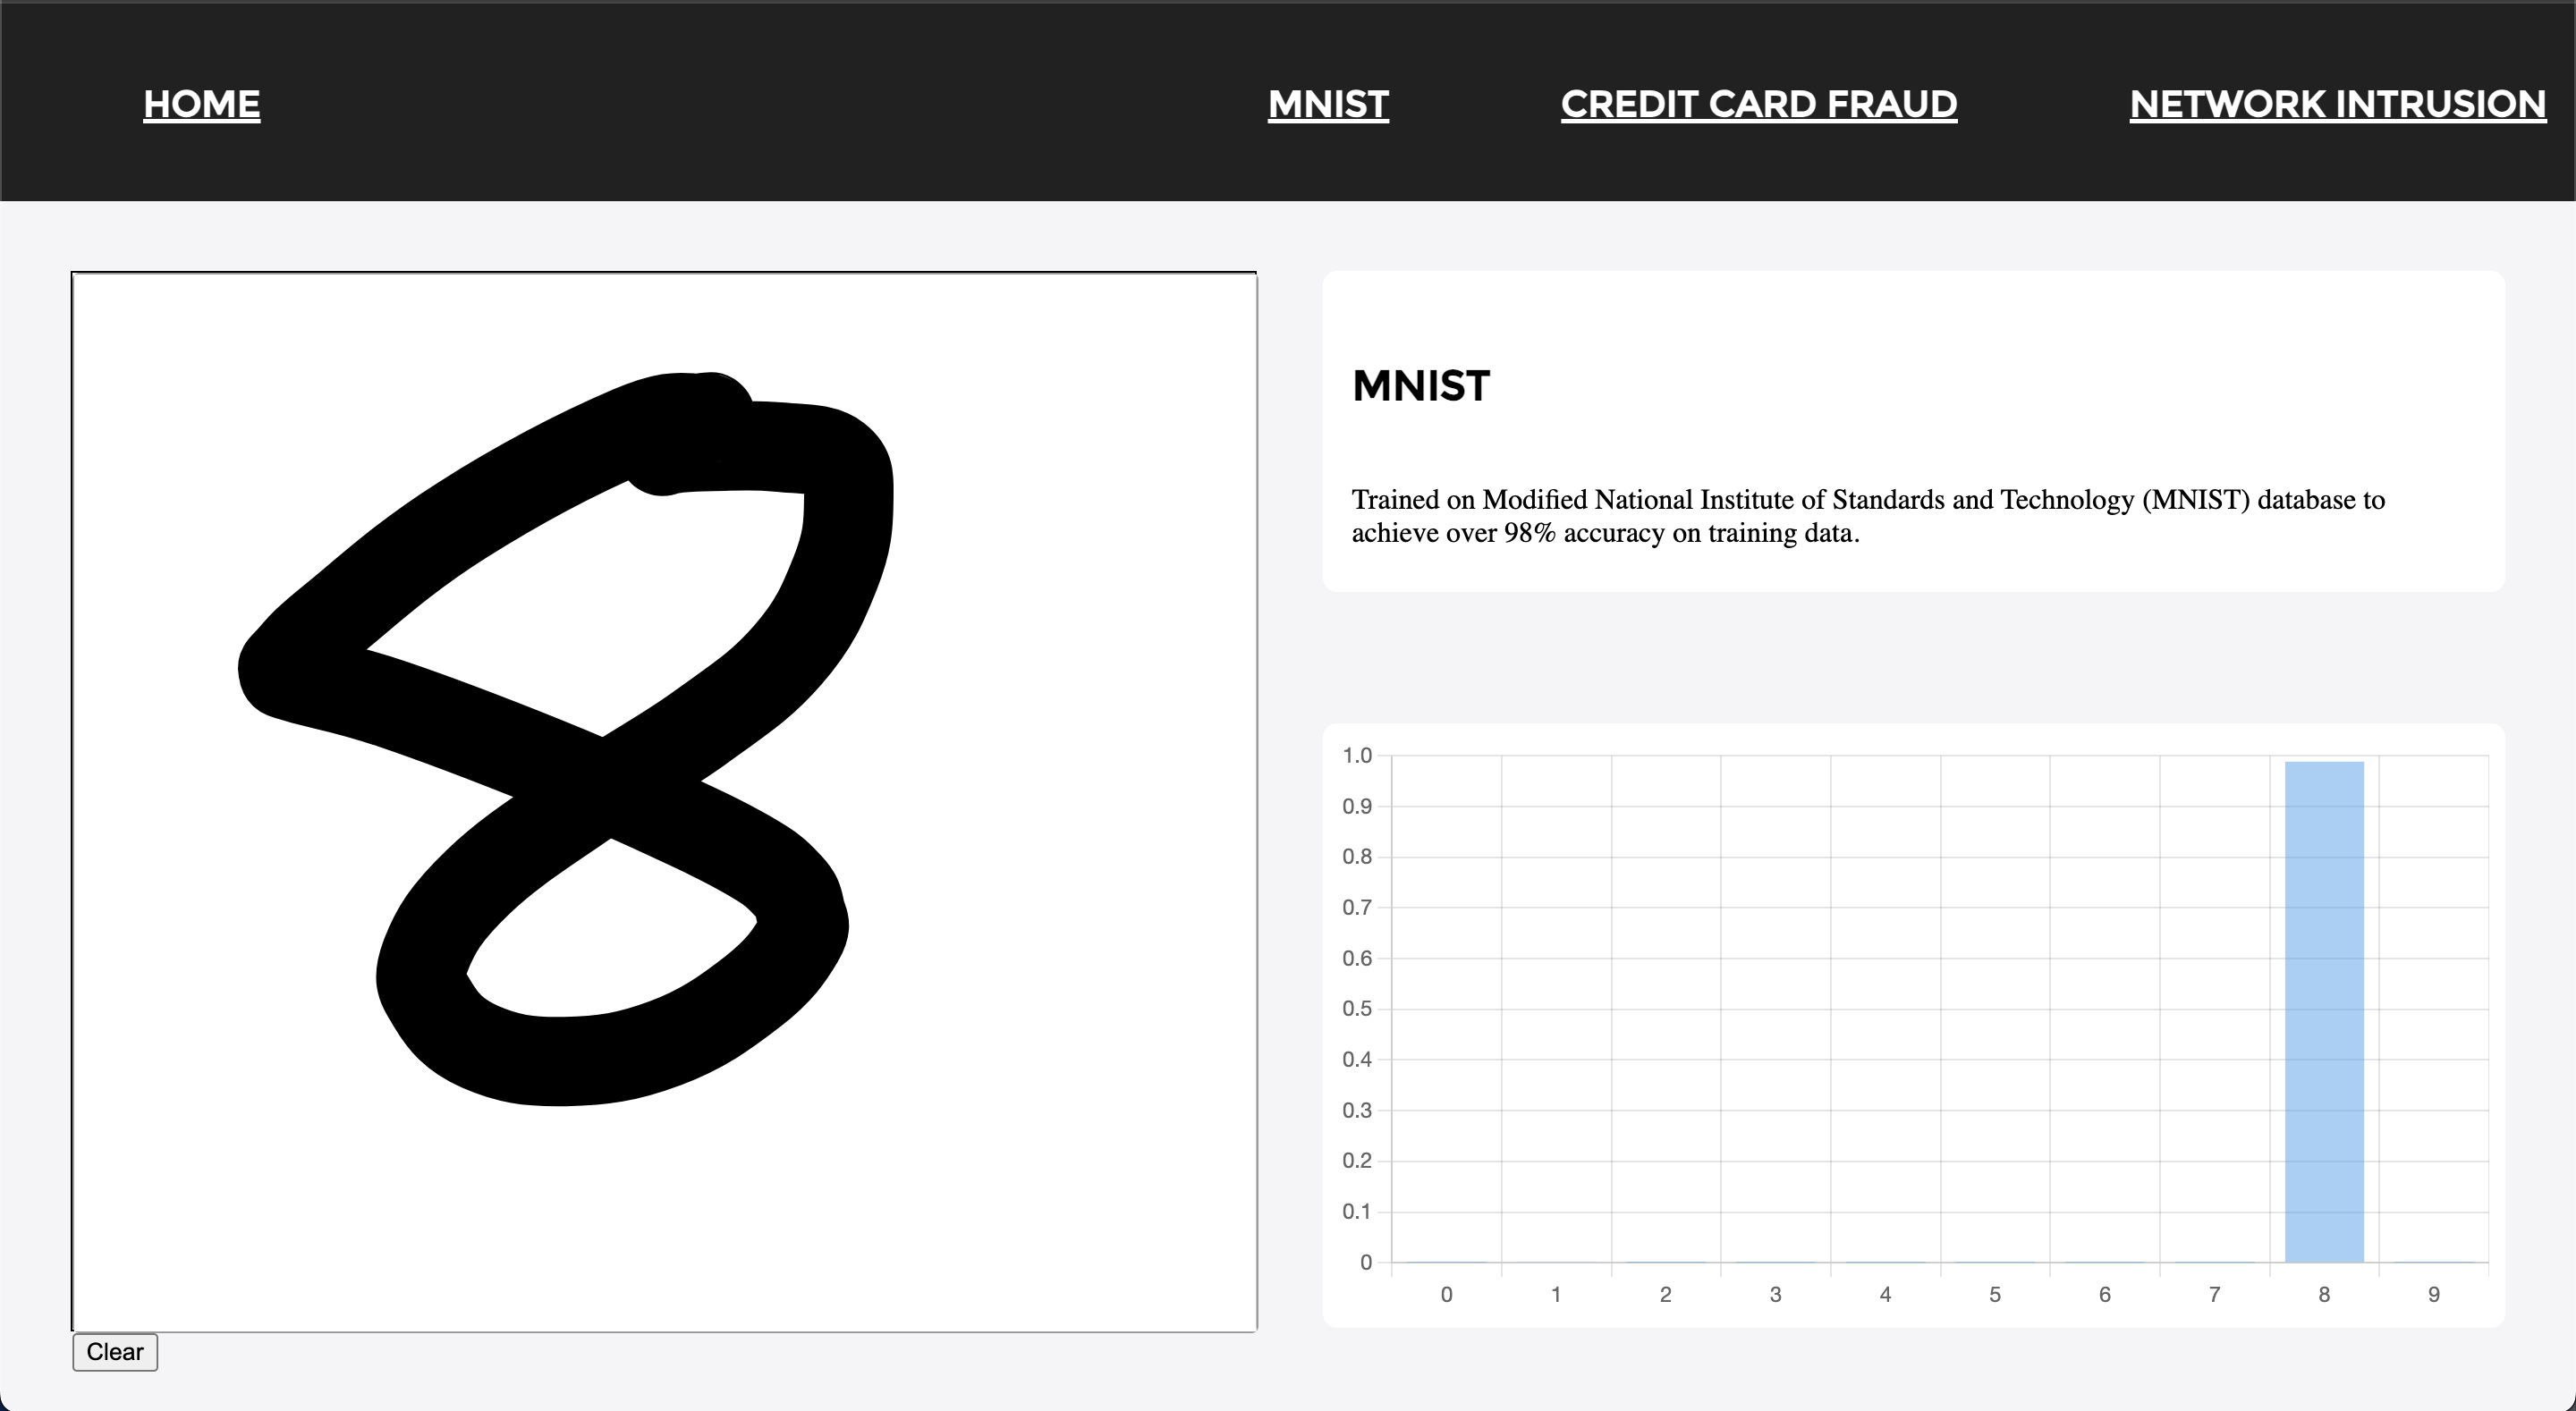 HOME MNIST CREDIT CARD FRAUD NETWORK INTRUSION
8
Clear
MNIST
Trained on Modified National Institute of Standards and Technology (MNIST) database to
achieve over 98% accuracy on training data.
1.0
0.9
0.8
0.7
0.6
0.5
0.4
0.3
0.2
0.1
0
0 1 2 3 4 5 6 7 8 9